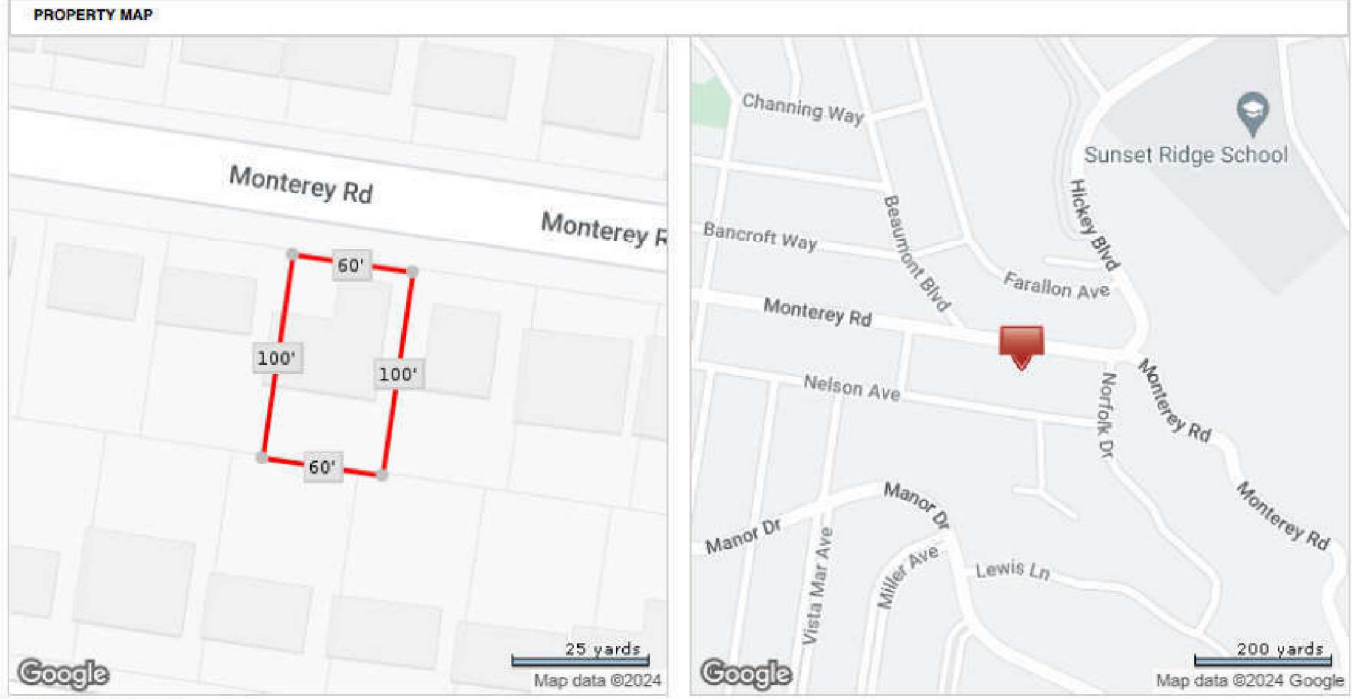 PROPERTY MAP
Monterey Rd
Monterey R
60'
100'
100'
60'
25 yards
Google
Map data ©2024
Channing Way
Sunset Ridge School
Hickey Blvd
Beaumont Blvd
Bancroft Way
Farallon Ave
Monterey Rd
Nelson Ave
Norfolk Dr
Monterey Rd
Manor Dr
Manor Dr
Monterey Rd
Vista Mar Ave
Miller Ave
Lewis Ln
200 yards
Google
Map data ©2024 Google